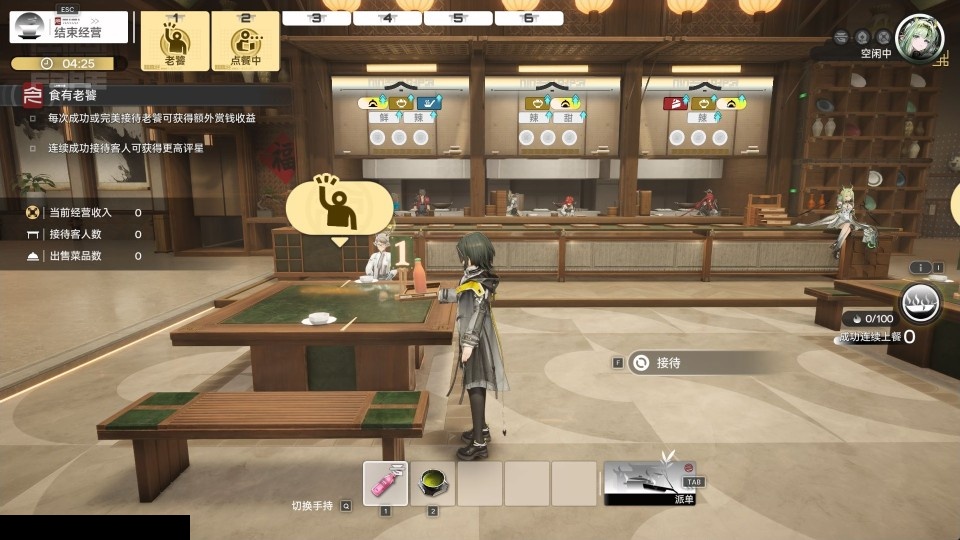 ESC
结束经营
04:25
1
老饕
2
点餐中
3
4
5
6
空闲中
食有老饕
每次成功或完美接待老饕可获得额外赏钱收益
连续成功接待客人可获得更高评星
当前经营收入 0
接待客人数 0
出售菜品数 0
鲜 辣
辣 甜
辣
福
1
0/100
成功连续上餐 0
F 接待
切换手持 Q
1
2
TAB
派单